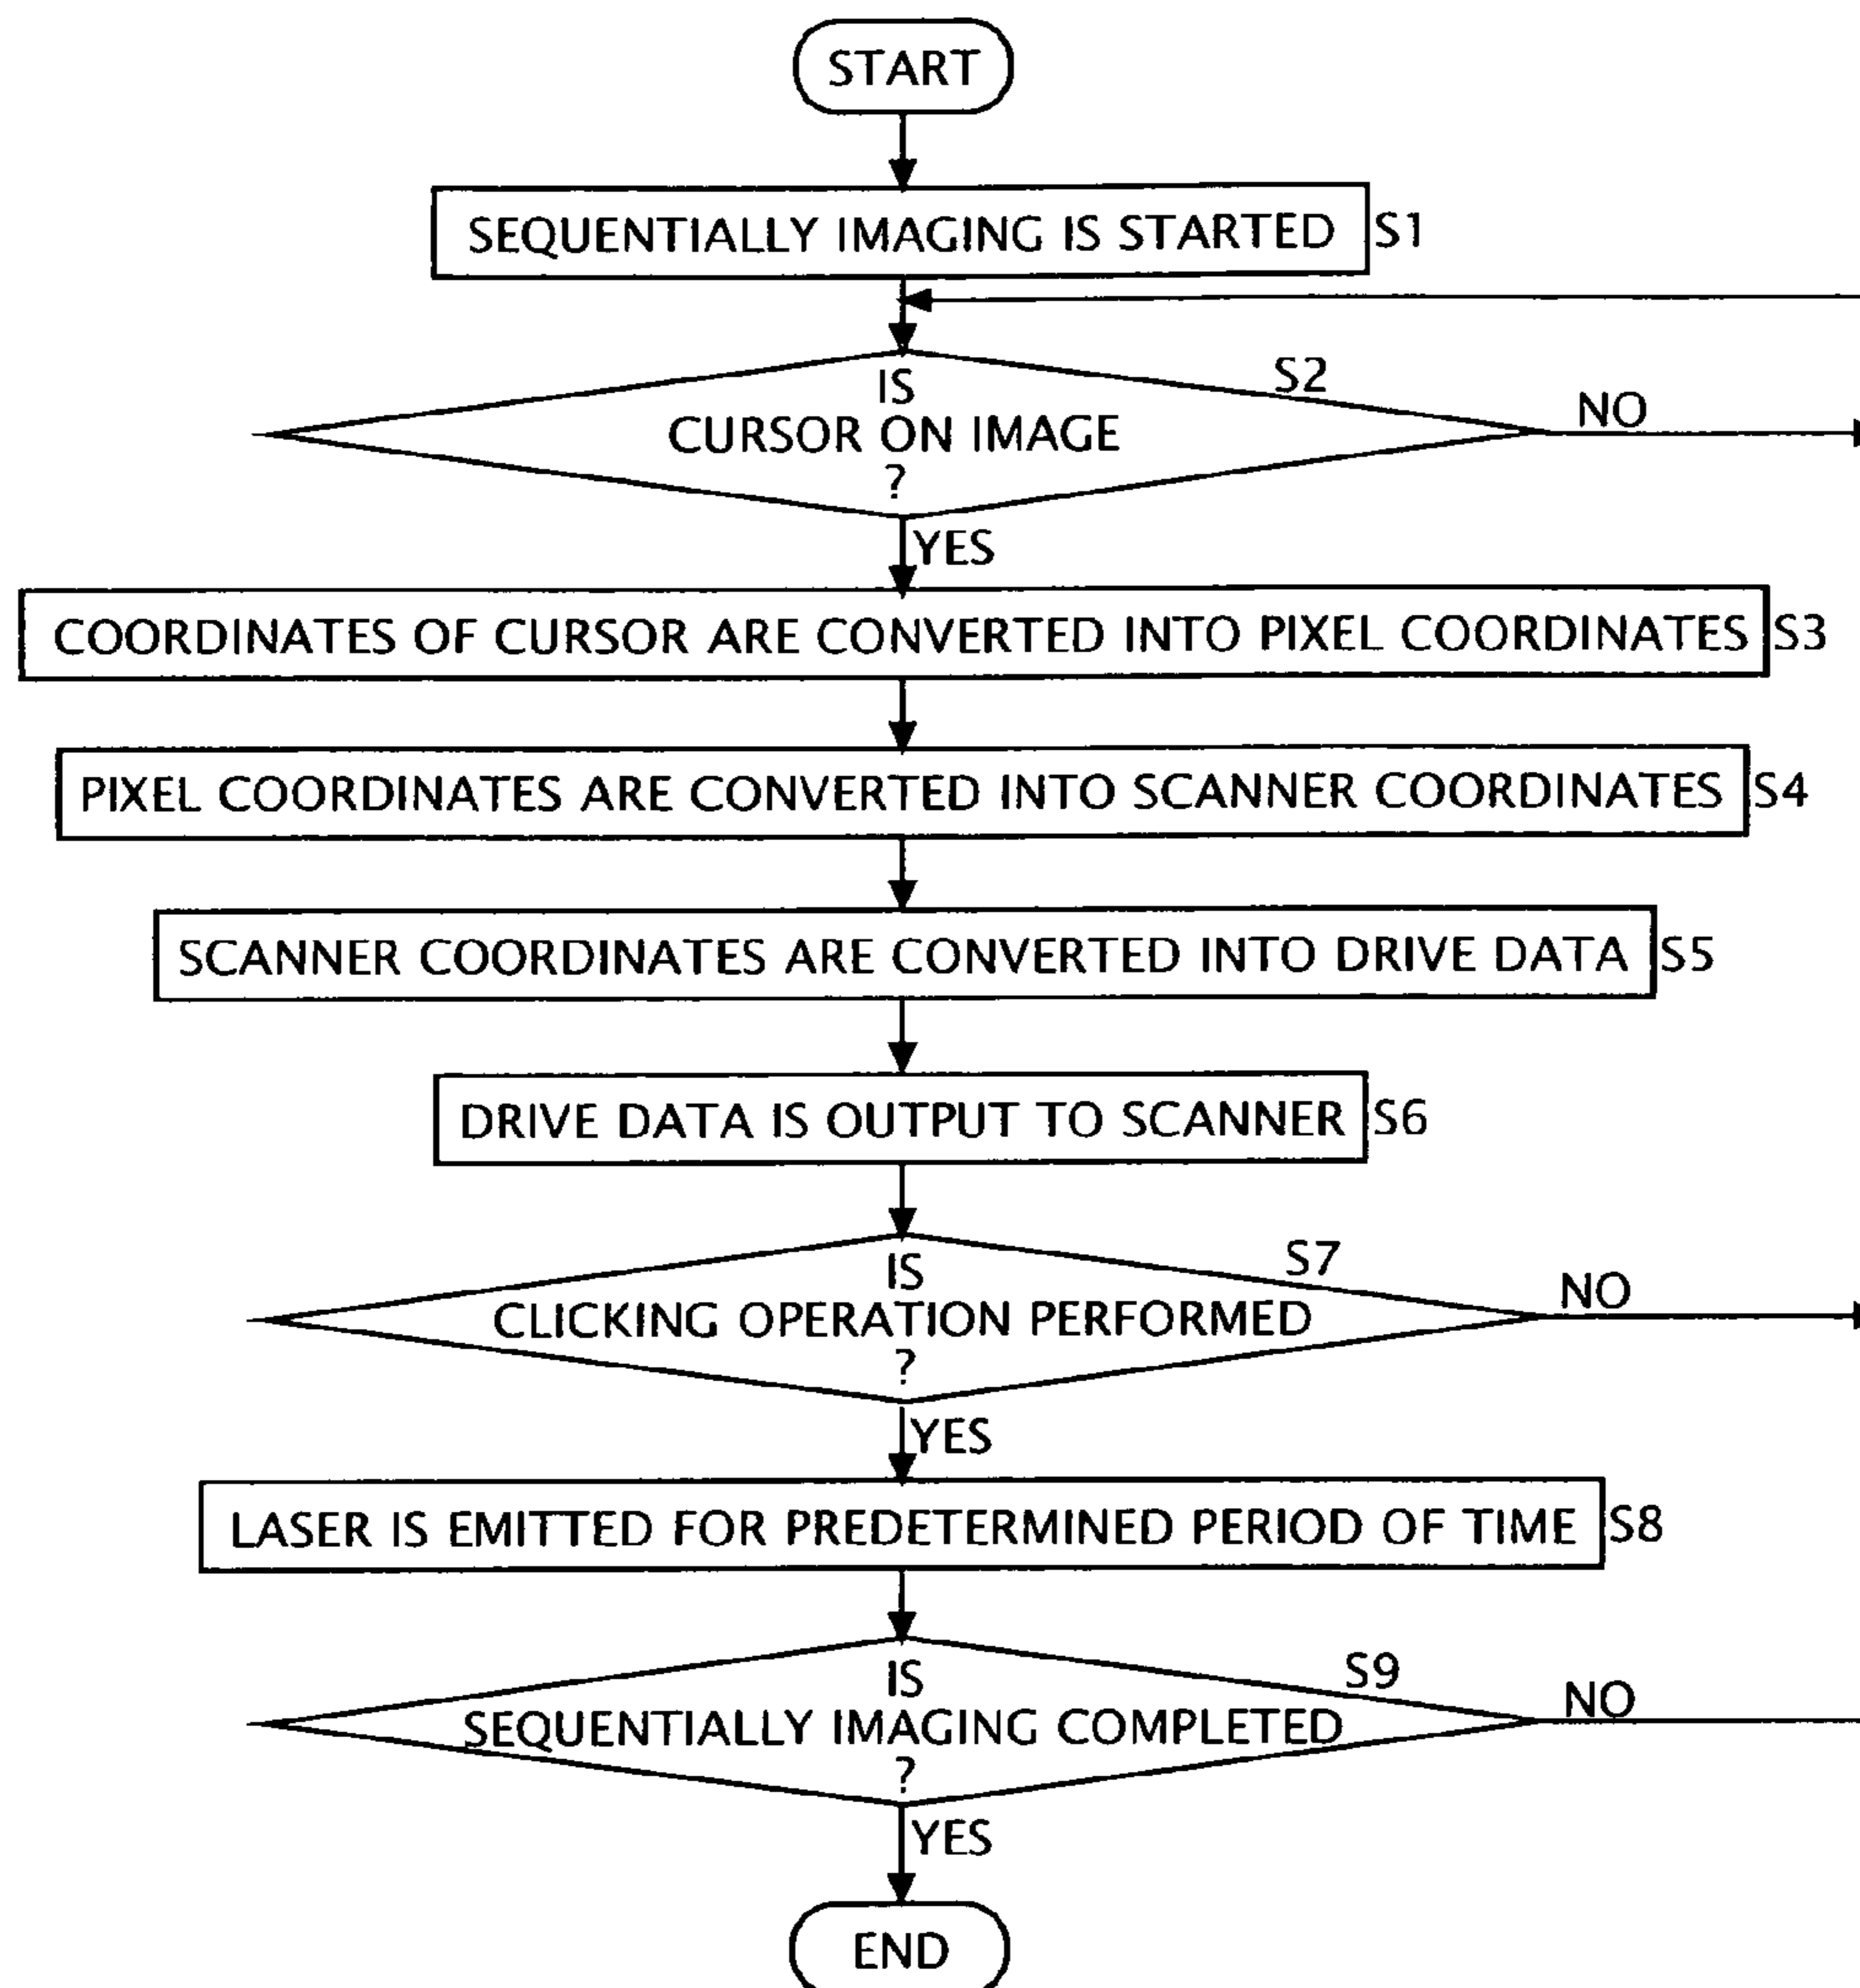 START
SEQUENTIALLY IMAGING IS STARTED S1
S2
IS
CURSOR ON IMAGE
?
NO
YES
COORDINATES OF CURSOR ARE CONVERTED INTO PIXEL COORDINATES S3
PIXEL COORDINATES ARE CONVERTED INTO SCANNER COORDINATES S4
SCANNER COORDINATES ARE CONVERTED INTO DRIVE DATA S5
DRIVE DATA IS OUTPUT TO SCANNER S6
S7
IS
CLICKING OPERATION PERFORMED
?
NO
YES
LASER IS EMITTED FOR PREDETERMINED PERIOD OF TIME S8
S9
IS
SEQUENTIALLY IMAGING COMPLETED
?
NO
YES
END